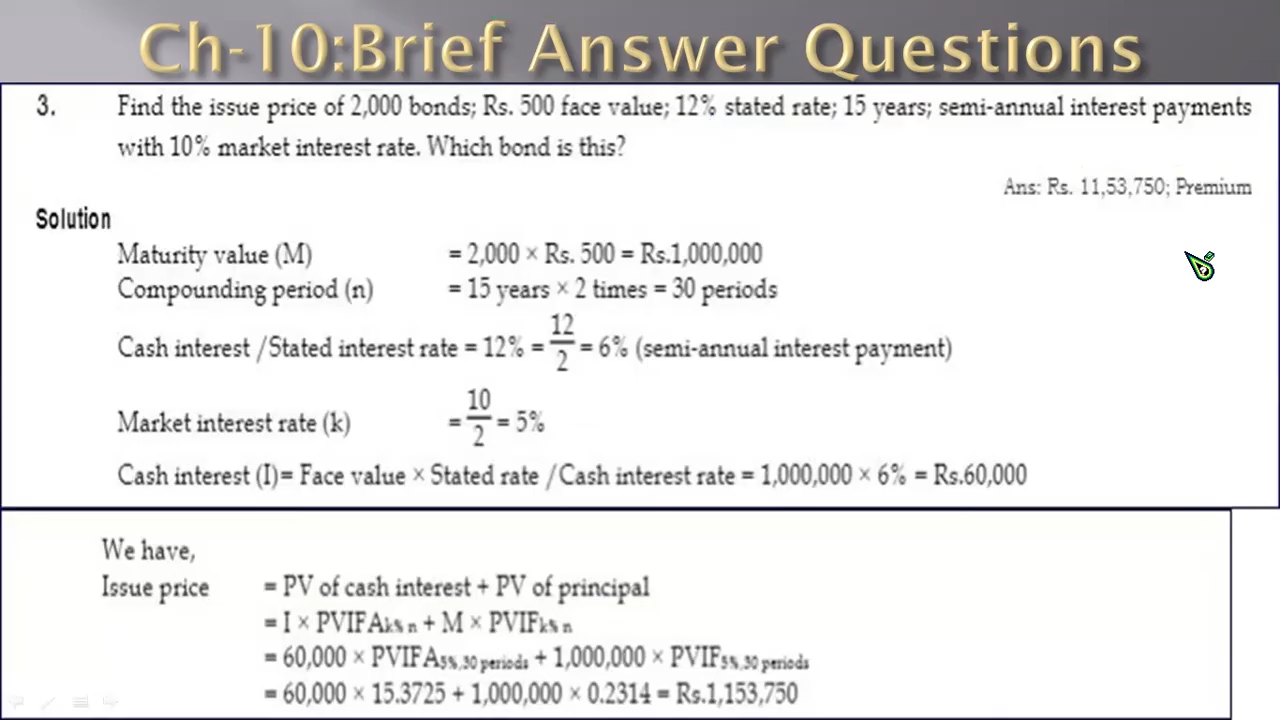 Ch-10:Brief Answer Questions
3. Find the issue price of 2,000 bonds; Rs. 500 face value; 12% stated rate; 15 years; semi-annual interest payments
with 10% market interest rate. Which bond is this?
Ans: Rs. 11,53,750; Premium
Solution
Maturity value (M) = 2,000 × Rs. 500 = Rs.1,000,000
Compounding period (n) = 15 years × 2 times = 30 periods
Cash interest /Stated interest rate = 12% = 12/2 = 6% (semi-annual interest payment)
Market interest rate (k) = 10/2 = 5%
Cash interest (I)= Face value × Stated rate /Cash interest rate = 1,000,000 × 6% = Rs.60,000
We have,
Issue price = PV of cash interest + PV of principal
= I × PVIFAk% n + M × PVIFk% n
= 60,000 × PVIFA5%,30 periods + 1,000,000 × PVIF5%,30 periods
= 60,000 × 15.3725 + 1,000,000 × 0.2314 = Rs.1,153,750